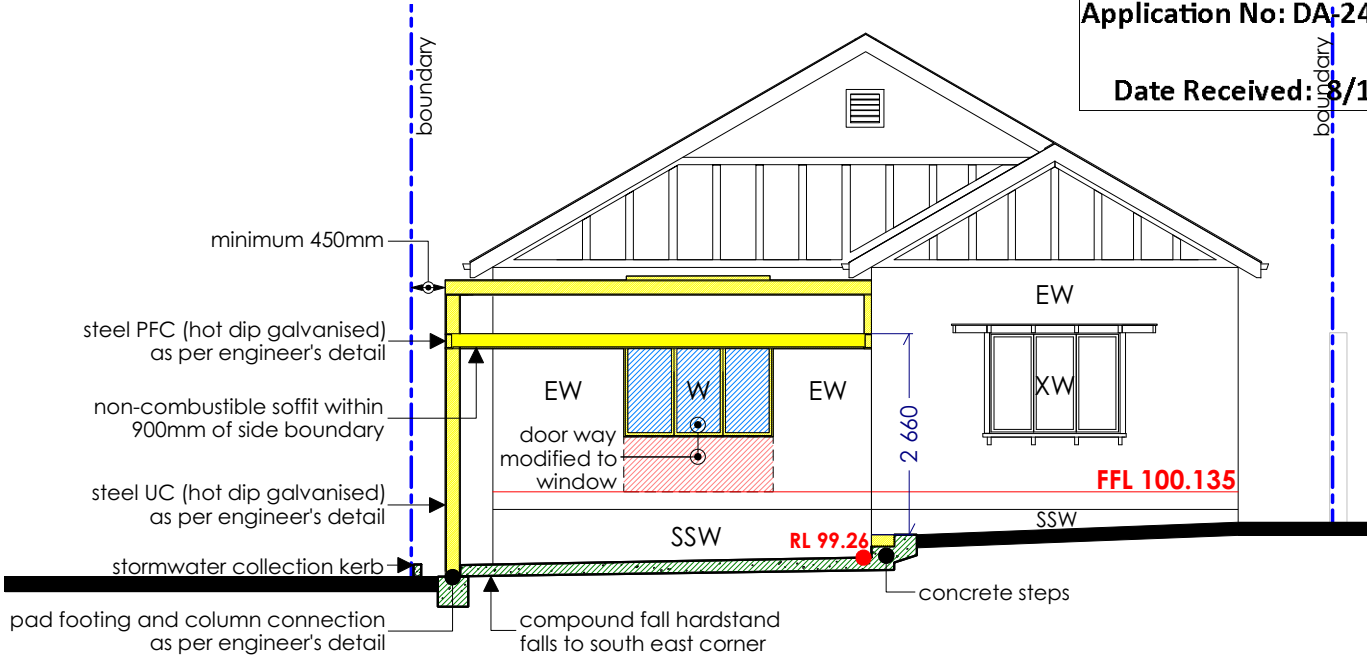 Application No: DA-24
Date Received: 8/1
boundary
boundary
minimum 450mm
steel PFC (hot dip galvanised)
as per engineer's detail
non-combustible soffit within
900mm of side boundary
steel UC (hot dip galvanised)
as per engineer's detail
stormwater collection kerb
pad footing and column connection
as per engineer's detail
EW
W
EW
door way
modified to
window
2 660
EW
XW
FFL 100.135
SSW
SSW
RL 99.26
concrete steps
compound fall hardstand
falls to south east corner